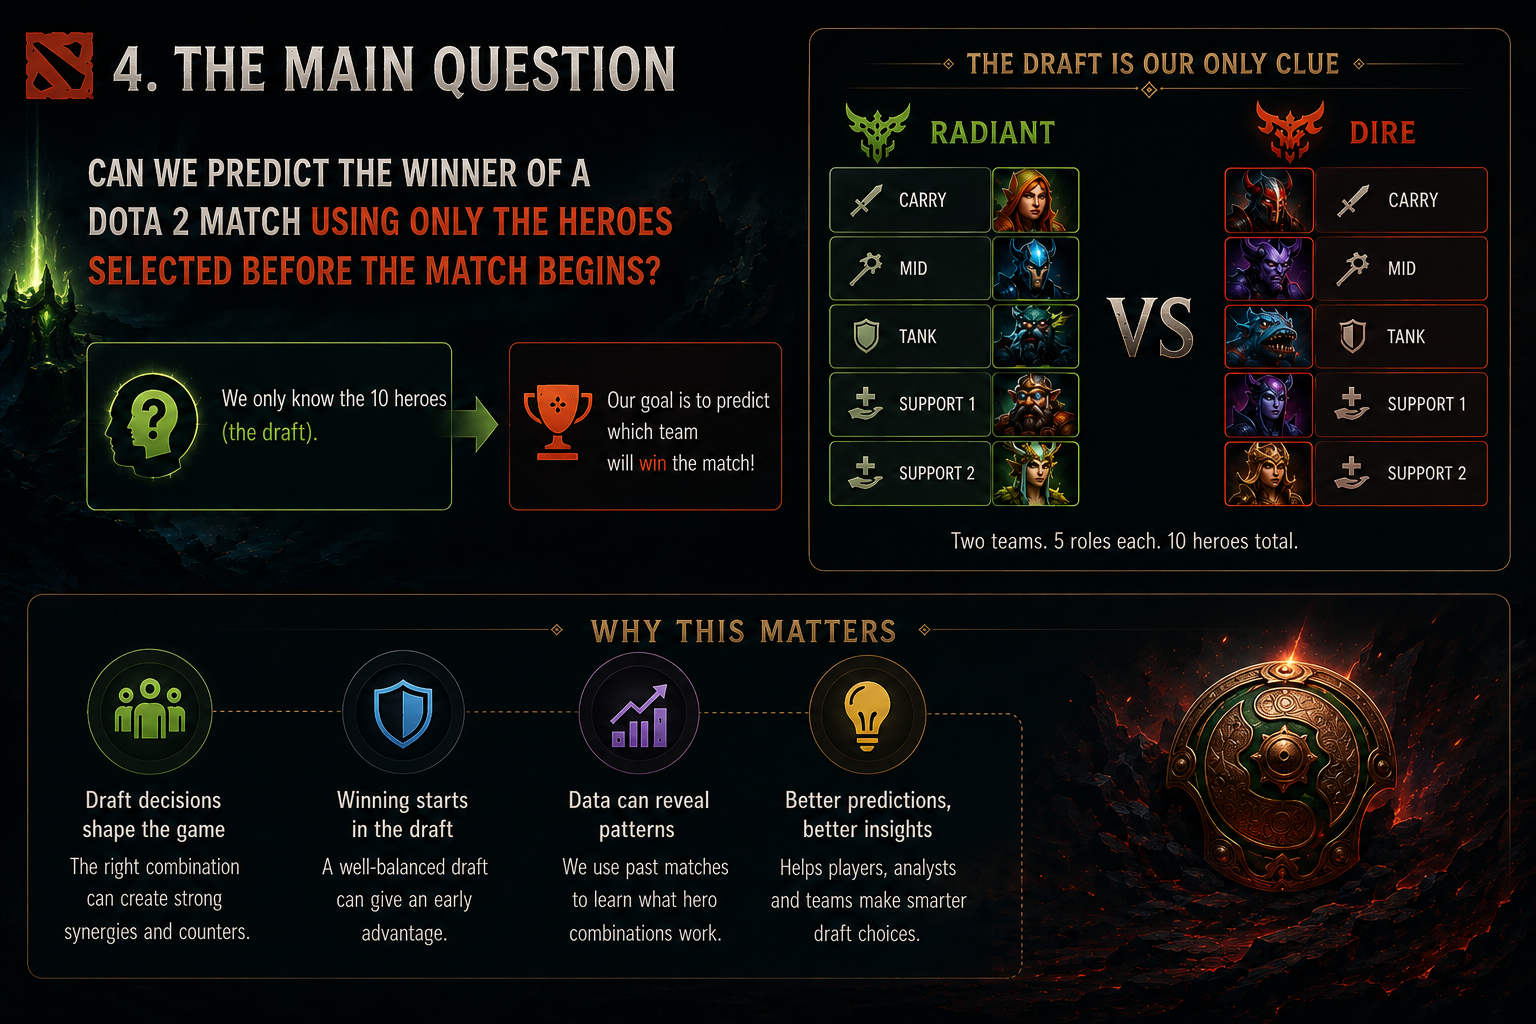 4. THE MAIN QUESTION
CAN WE PREDICT THE WINNER OF A
DOTA 2 MATCH USING ONLY THE HEROES
SELECTED BEFORE THE MATCH BEGINS?
?
We only know the 10 heroes
(the draft).
Our goal is to predict
which team
will win the match!
THE DRAFT IS OUR ONLY CLUE
RADIANT
CARRY
MID
TANK
SUPPORT 1
SUPPORT 2
VS
DIRE
CARRY
MID
TANK
SUPPORT 1
SUPPORT 2
Two teams. 5 roles each. 10 heroes total.
WHY THIS MATTERS
Draft decisions
shape the game
The right combination
can create strong
synergies and counters.
Winning starts
in the draft
A well-balanced draft
can give an early
advantage.
Data can reveal
patterns
We use past matches
to learn what hero
combinations work.
Better predictions,
better insights
Helps players, analysts
and teams make smarter
draft choices.